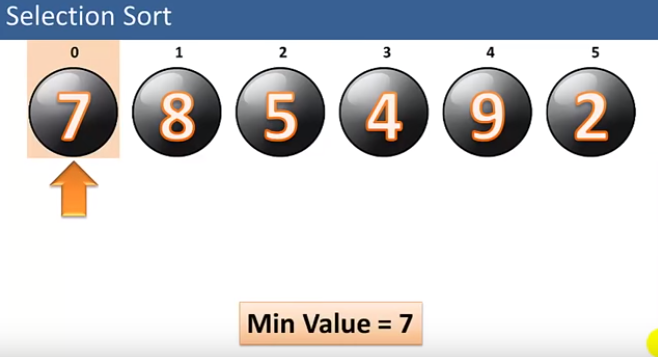 Selection Sort
0 1 2 3 4 5
7 8 5 4 9 2
Min Value = 7